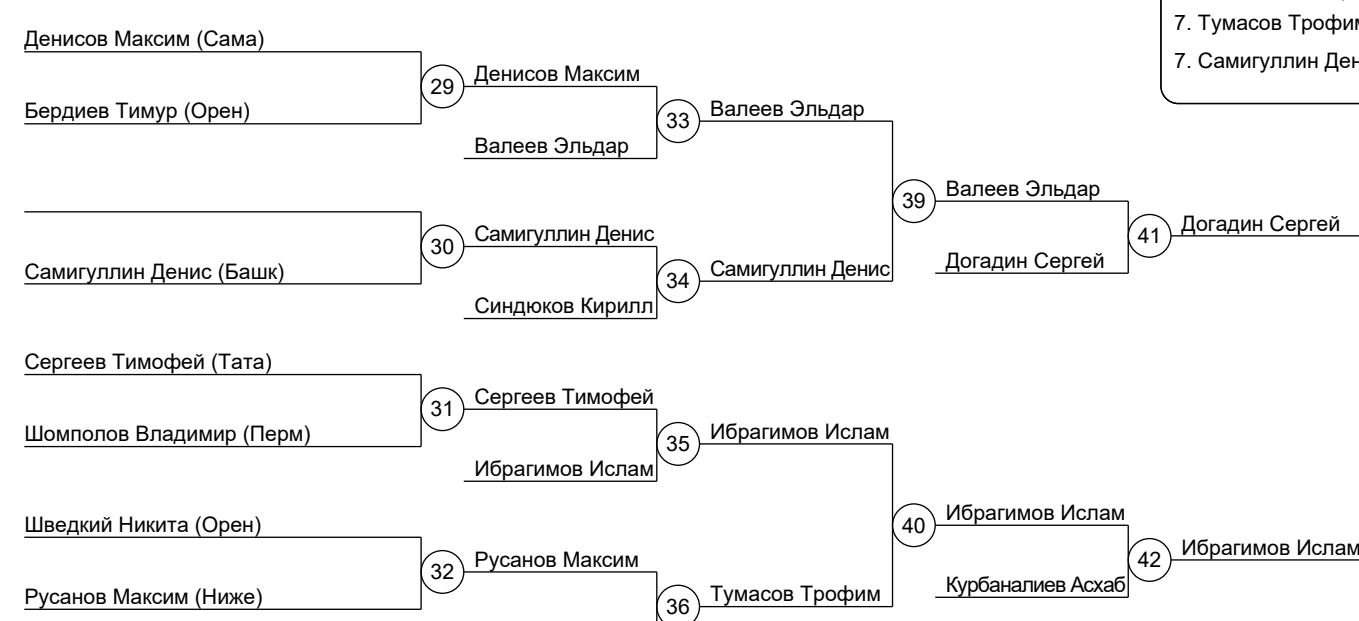 7. Тумасов Трофим
7. Самигуллин Ден
Денисов Максим (Сама)
29
Денисов Максим
Бердиев Тимур (Орен)
33
Валеев Эльдар
Валеев Эльдар
39
Валеев Эльдар
30
Самигуллин Денис
Самигуллин Денис (Башк)
34
Самигуллин Денис
Синдюков Кирилл
Догадин Сергей
41
Догадин Сергей
Сергеев Тимофей (Тата)
31
Сергеев Тимофей
Шомполов Владимир (Перм)
35
Ибрагимов Ислам
Ибрагимов Ислам
40
Ибрагимов Ислам
Шведкий Никита (Орен)
32
Русанов Максим
Русанов Максим (Ниже)
36
Тумасов Трофим
Курбаналиев Асхаб
42
Ибрагимов Ислам